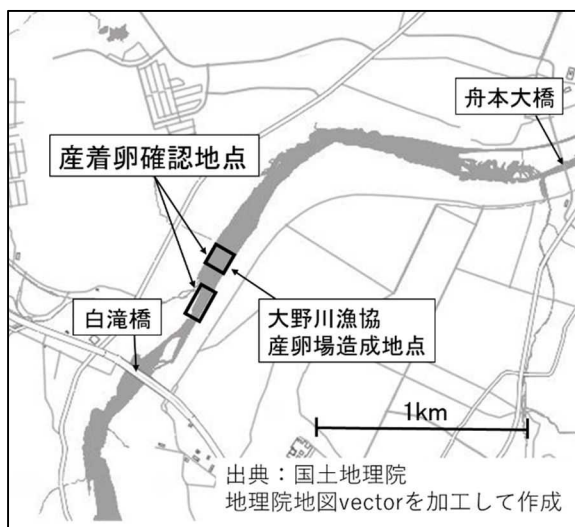 舟本大橋
産着卵確認地点
白滝橋
大野川漁協
産卵場造成地点
1km
出典：国土地理院
地理院地図vectorを加工して作成